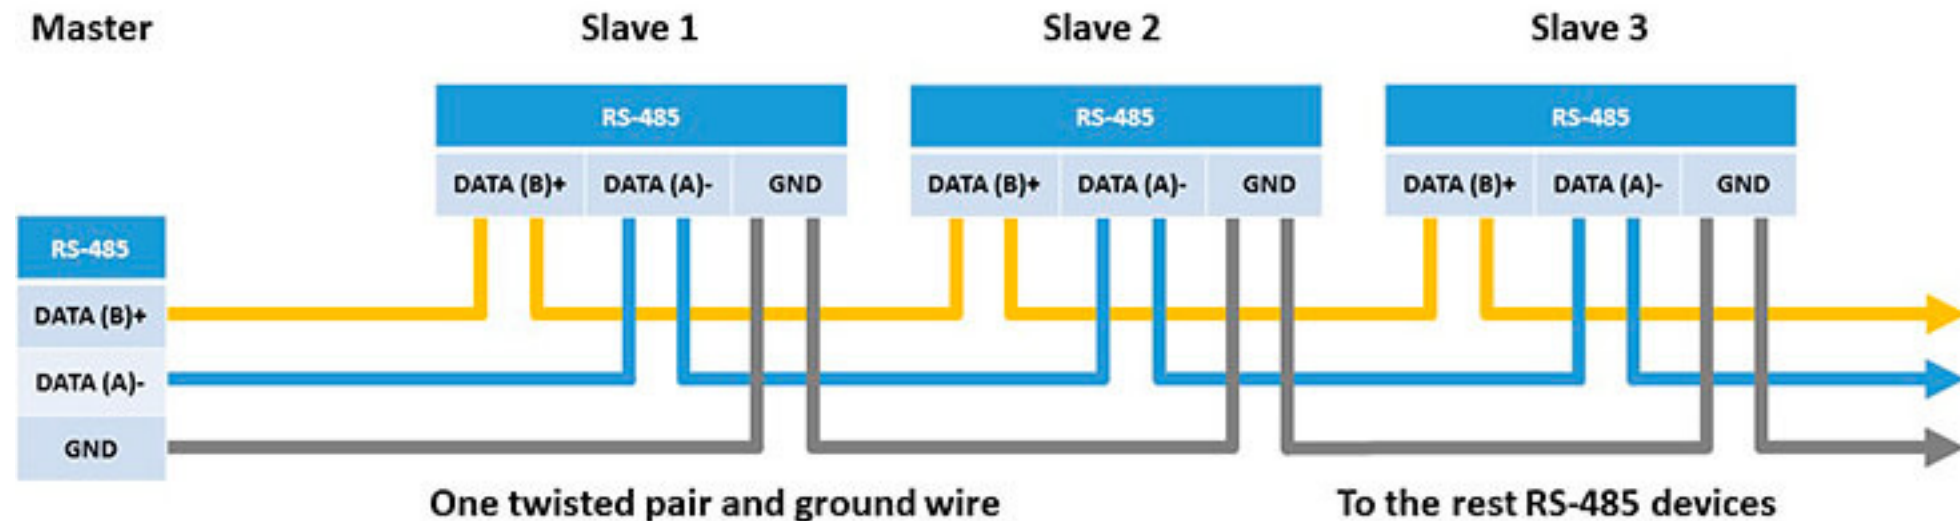 Master Slave 1 Slave 2 Slave 3
RS-485 RS-485 RS-485
DATA (B)+ DATA (A)- GND DATA (B)+ DATA (A)- GND DATA (B)+ DATA (A)- GND
RS-485
DATA (B)+
DATA (A)-
GND
One twisted pair and ground wire To the rest RS-485 devices